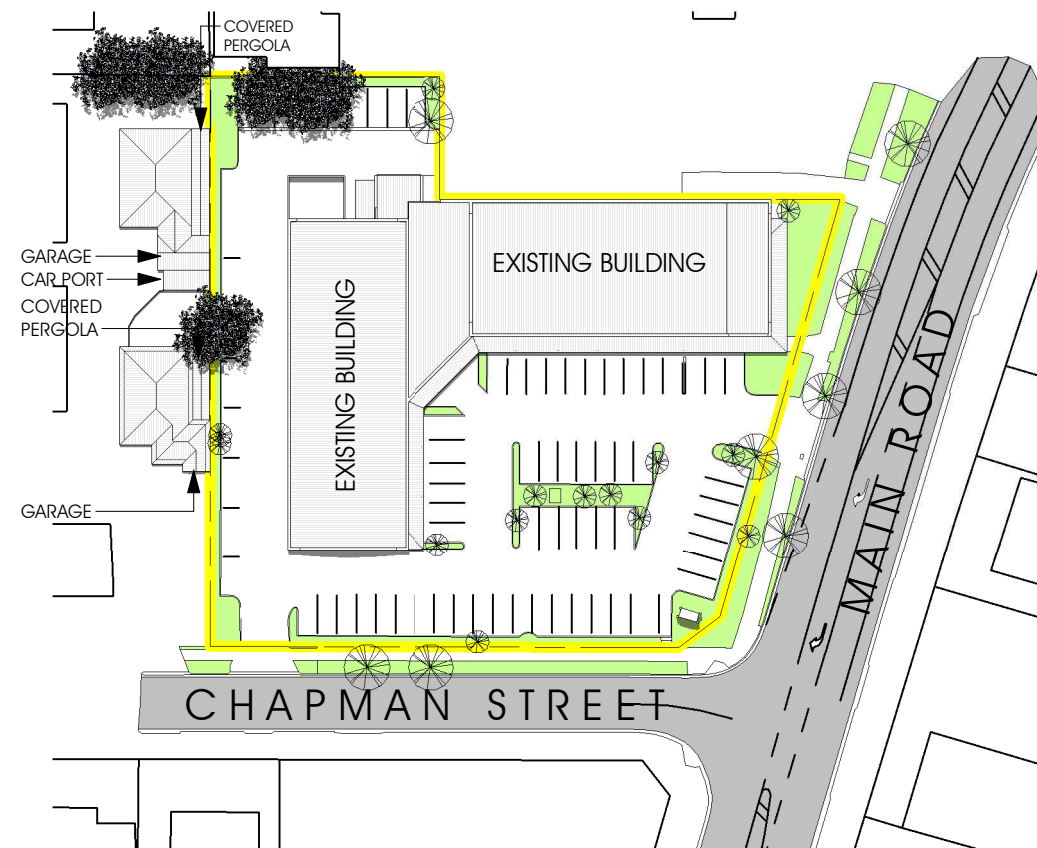 COVERED
PERGOLA
GARAGE
CAR PORT
COVERED
PERGOLA
GARAGE
EXISTING BUILDING
EXISTING BUILDING
MAIN ROAD
CHAPMAN STREET